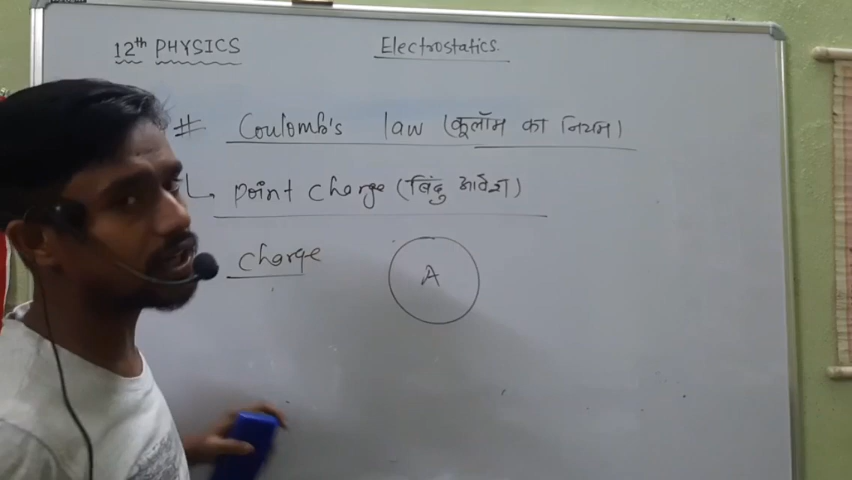 12th PHYSICS
Electrostatics.
# Coulomb's law (कूलॉम का नियम)
↳ point charge (बिंदु आवेश)
charge
A